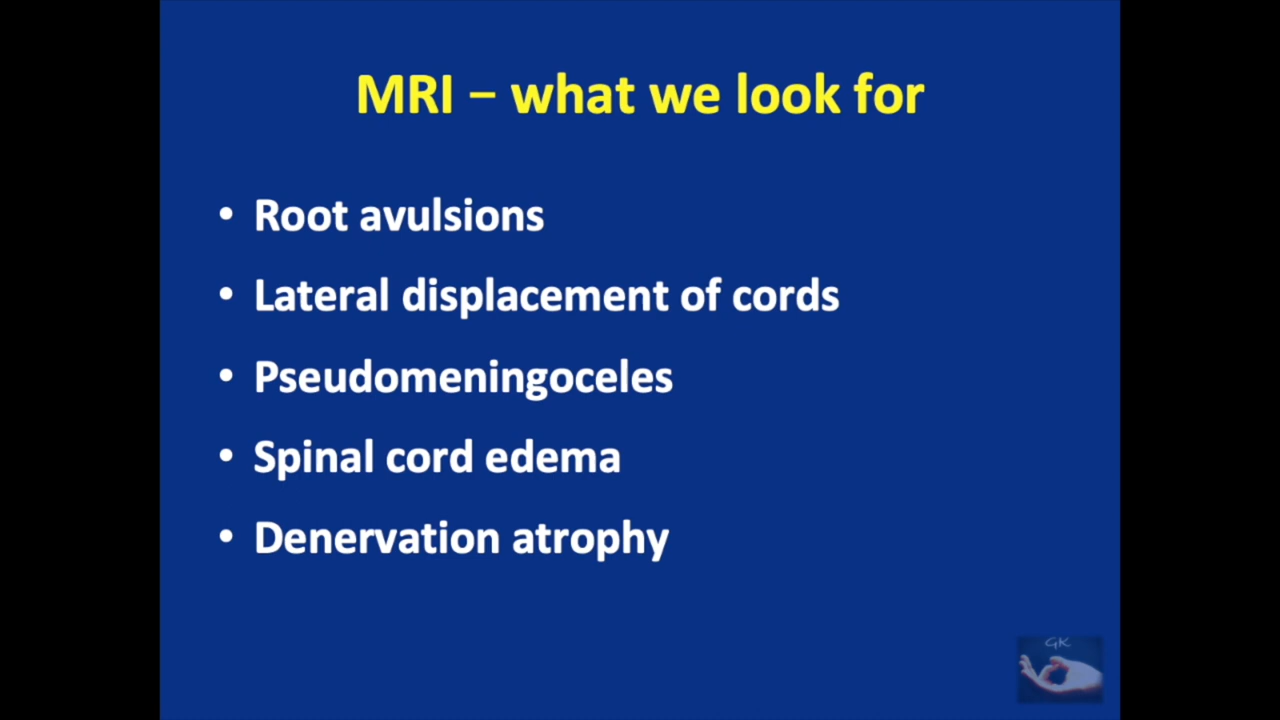 MRI – what we look for
• Root avulsions
• Lateral displacement of cords
• Pseudomeningoceles
• Spinal cord edema
• Denervation atrophy
GK